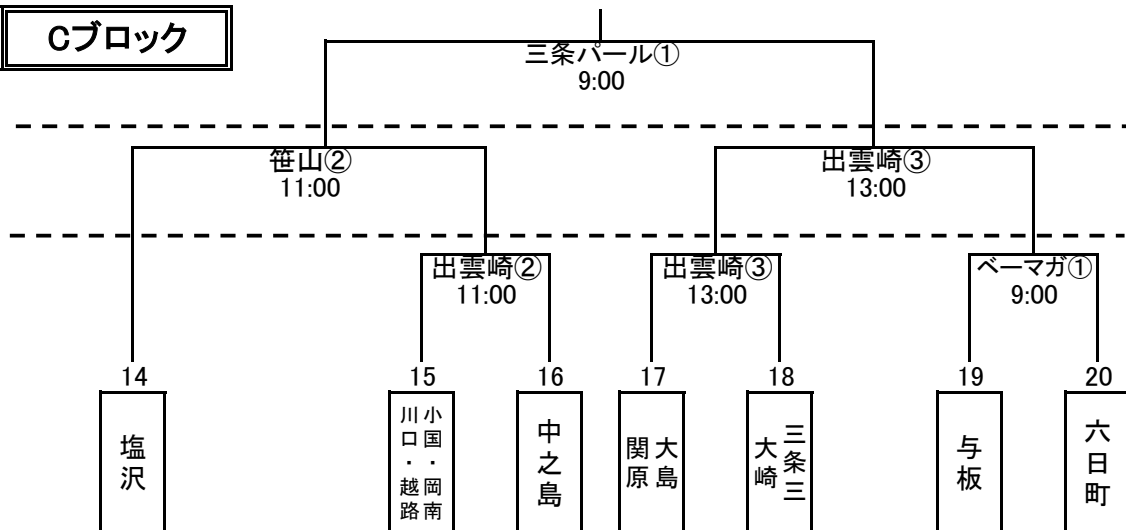 Cブロック
三条パール①
9:00
笹山②
11:00
出雲崎③
13:00
出雲崎②
11:00
出雲崎③
13:00
ベーマガ①
9:00
14
15
16
17
18
19
20
塩沢
小国・岡南
川口・越路
中之島
大島
関原
三条三
大崎
与板
六日町